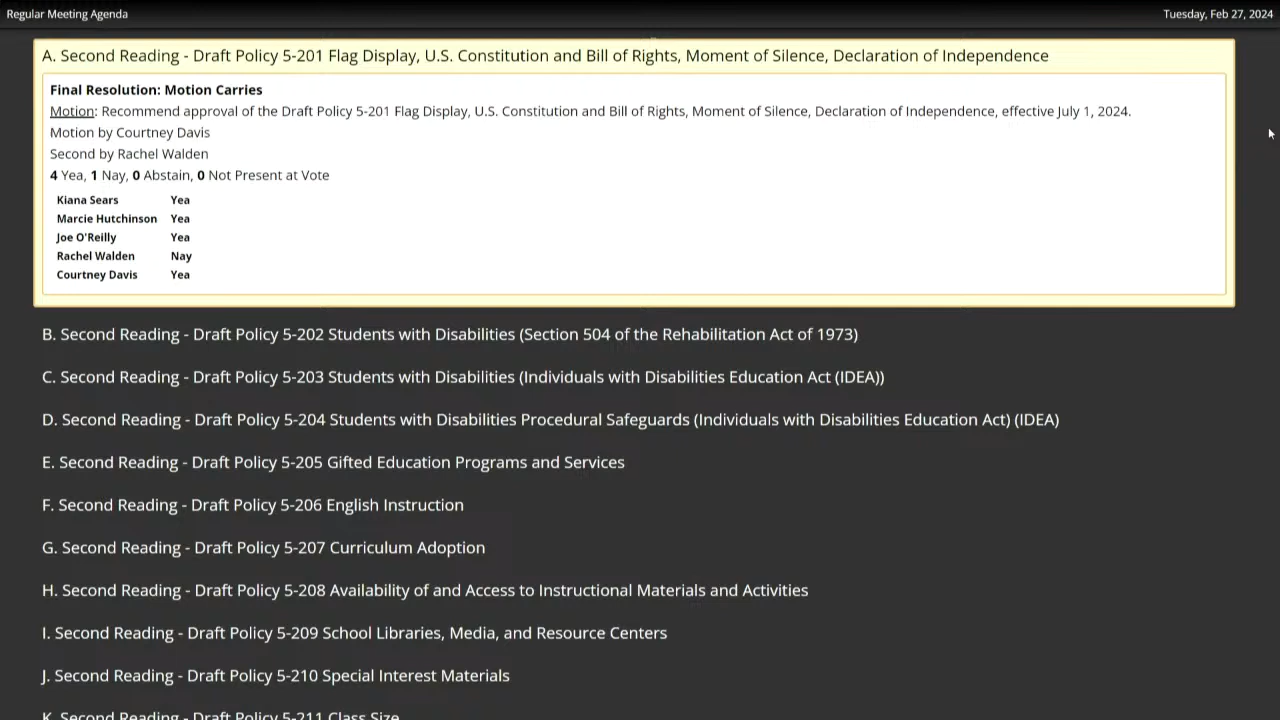 Regular Meeting Agenda
Tuesday, Feb 27, 2024
A. Second Reading - Draft Policy 5-201 Flag Display, U.S. Constitution and Bill of Rights, Moment of Silence, Declaration of Independence
Final Resolution: Motion Carries
Motion: Recommend approval of the Draft Policy 5-201 Flag Display, U.S. Constitution and Bill of Rights, Moment of Silence, Declaration of Independence, effective July 1, 2024.
Motion by Courtney Davis
Second by Rachel Walden
4 Yea, 1 Nay, 0 Abstain, 0 Not Present at Vote
Kiana Sears Yea
Marcie Hutchinson Yea
Joe O'Reilly Yea
Rachel Walden Nay
Courtney Davis Yea
B. Second Reading - Draft Policy 5-202 Students with Disabilities (Section 504 of the Rehabilitation Act of 1973)
C. Second Reading - Draft Policy 5-203 Students with Disabilities (Individuals with Disabilities Education Act (IDEA))
D. Second Reading - Draft Policy 5-204 Students with Disabilities Procedural Safeguards (Individuals with Disabilities Education Act) (IDEA)
E. Second Reading - Draft Policy 5-205 Gifted Education Programs and Services
F. Second Reading - Draft Policy 5-206 English Instruction
G. Second Reading - Draft Policy 5-207 Curriculum Adoption
H. Second Reading - Draft Policy 5-208 Availability of and Access to Instructional Materials and Activities
I. Second Reading - Draft Policy 5-209 School Libraries, Media, and Resource Centers
J. Second Reading - Draft Policy 5-210 Special Interest Materials
K. Second Reading - Draft Policy 5-211 Class Size